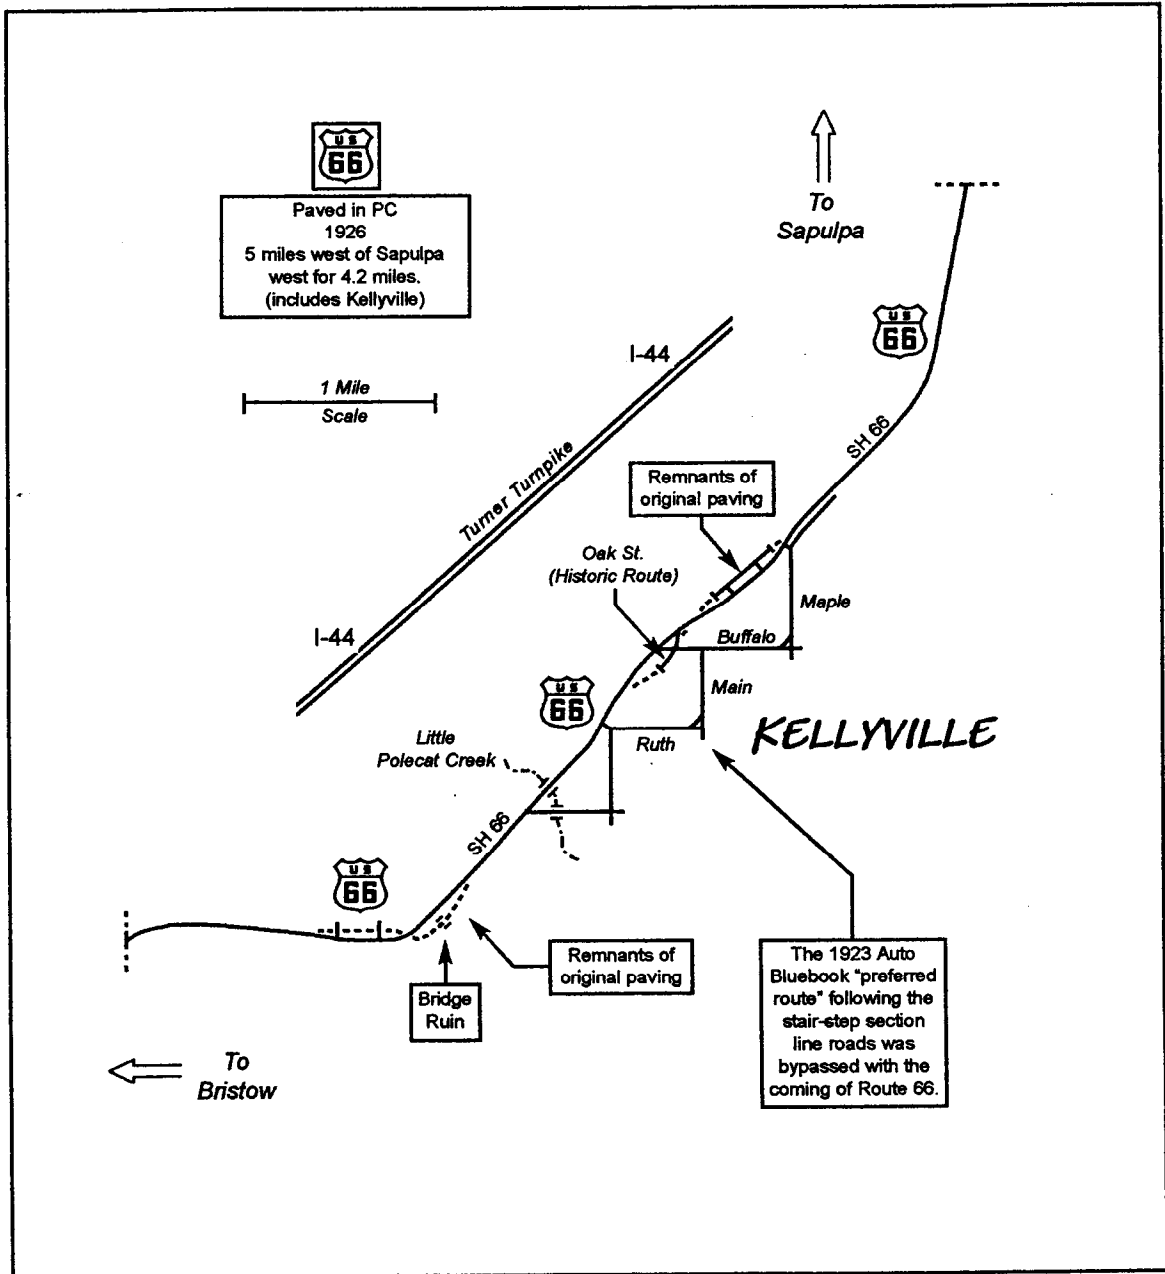 US
66
Paved in PC
1926
5 miles west of Sapulpa
west for 4.2 miles.
(includes Kellyville)
To
Sapulpa
US
66
I-44
1 Mile
Scale
SH 66
Turner Turnpike
Remnants of
original paving
Oak St.
(Historic Route)
Maple
I-44
Buffalo
Main
US
66
KELLYVILLE
Ruth
Little
Polecat Creek
SH 66
US
66
Remnants of
original paving
Bridge
Ruin
The 1923 Auto
Bluebook "preferred
route" following the
stair-step section
line roads was
bypassed with the
coming of Route 66.
To
Bristow